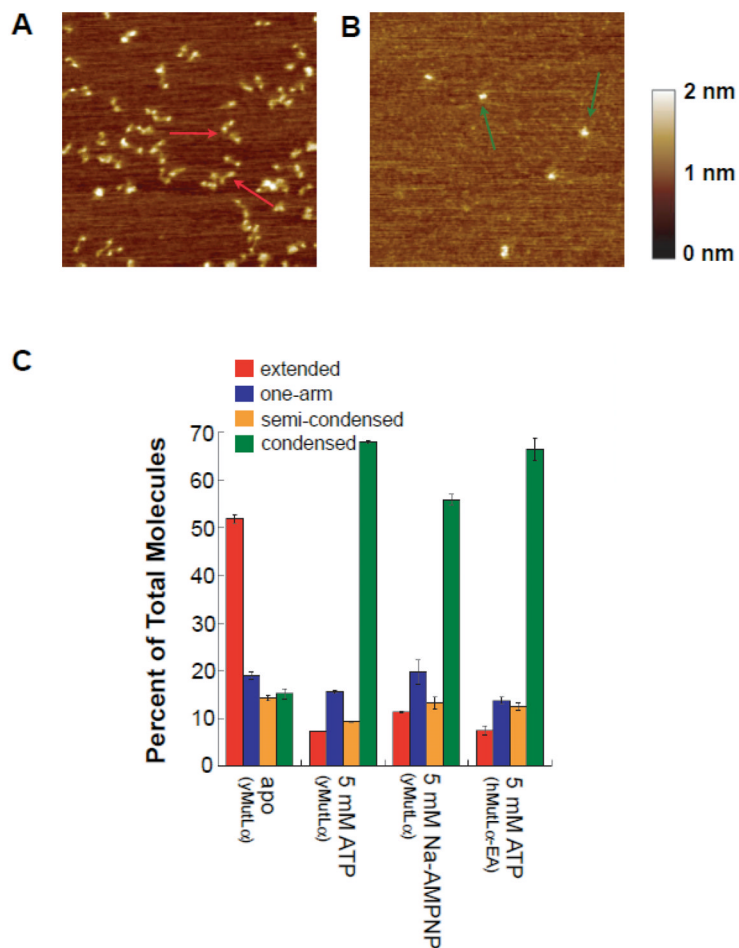 A
B
2 nm
1 nm
0 nm
C
extended
one-arm
semi-condensed
condensed
Percent of Total Molecules
70
60
50
40
30
20
10
0
apo
(yMutLα)
5 mM ATP
(yMutLα)
5 mM Na-AMPNP
(yMutLα)
5 mM ATP
(hMutLα-EA)